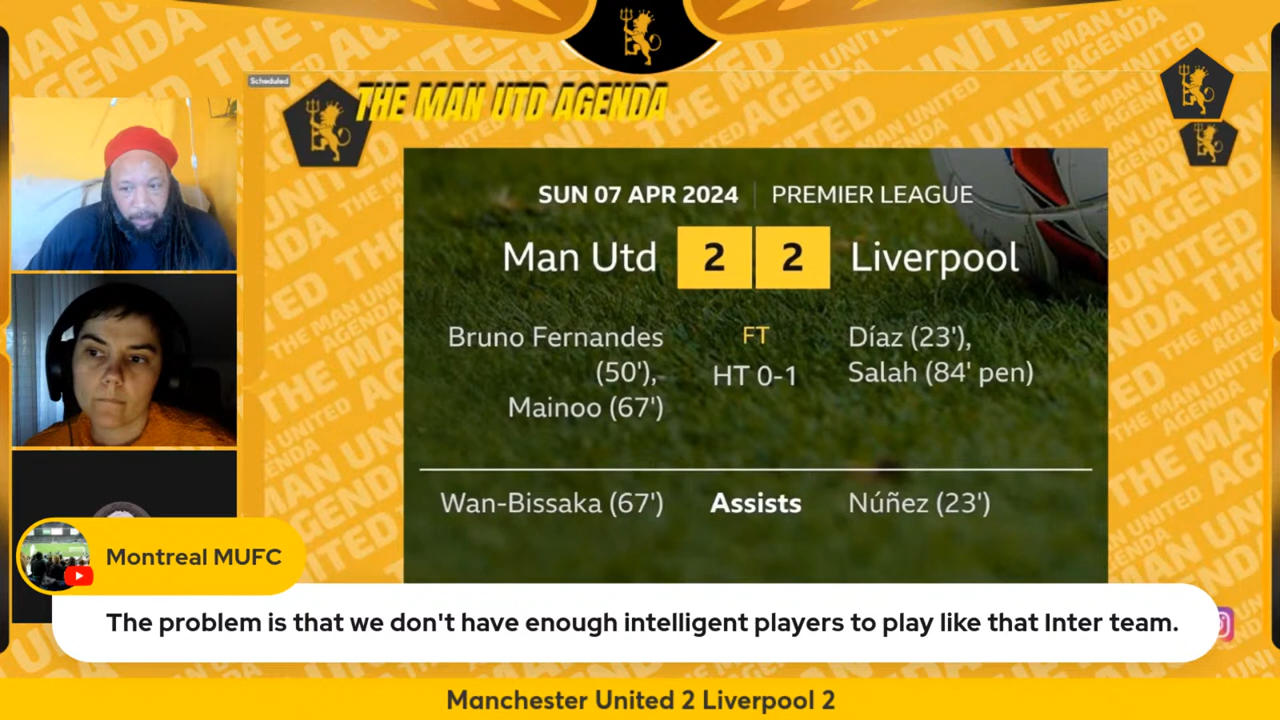 Scheduled
THE MAN UTD AGENDA
SUN 07 APR 2024 | PREMIER LEAGUE
Man Utd 2 2 Liverpool
Bruno Fernandes FT Díaz (23'),
(50'), HT 0-1 Salah (84' pen)
Mainoo (67')
Wan-Bissaka (67') Assists Núñez (23')
Montreal MUFC
The problem is that we don't have enough intelligent players to play like that Inter team.
Manchester United 2 Liverpool 2